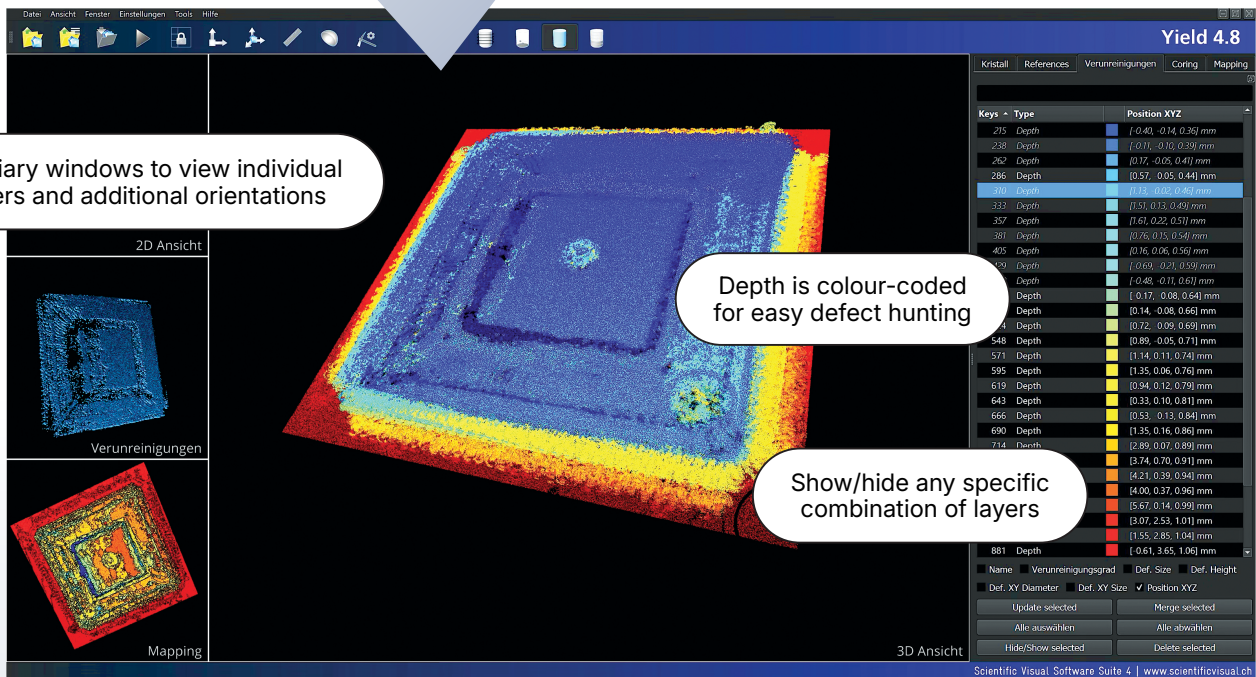 Datei Ansicht Fenster Einstellungen Tools Hilfe
Yield 4.8
Kristall References Verunreinigungen Coring Mapping
Keys Type Position XYZ
215 Depth [-0.40, -0.14, 0.36] mm
238 Depth [-0.11, -0.10, 0.39] mm
262 Depth [0.17, -0.05, 0.41] mm
286 Depth [0.57, 0.05, 0.44] mm
310 Depth [1.13, -0.02, 0.46] mm
333 Depth [1.51, 0.13, 0.49] mm
357 Depth [1.61, 0.22, 0.51] mm
381 Depth [0.76, 0.15, 0.54] mm
405 Depth [0.16, 0.06, 0.56] mm
Depth [-0.69, -0.21, 0.59] mm
Depth [-0.48, -0.11, 0.61] mm
Depth [ 0.17, 0.08, 0.64] mm
Depth [0.14, -0.08, 0.66] mm
Depth [0.72, 0.09, 0.69] mm
548 Depth [0.89, -0.05, 0.71] mm
571 Depth [1.14, 0.11, 0.74] mm
595 Depth [1.35, 0.06, 0.76] mm
619 Depth [0.94, 0.12, 0.79] mm
643 Depth [0.33, 0.10, 0.81] mm
666 Depth [0.53, 0.13, 0.84] mm
690 Depth [1.35, 0.16, 0.86] mm
714 Depth [2.89, 0.07, 0.89] mm
[3.74, 0.70, 0.91] mm
[4.21, 0.39, 0.94] mm
[4.00, 0.37, 0.96] mm
[5.67, 0.14, 0.99] mm
[3.07, 2.53, 1.01] mm
[1.55, 2.85, 1.04] mm
881 Depth [-0.61, 3.65, 1.06] mm
Name Verunreinigungsgrad Def. Size Def. Height
Def. XY Diameter Def. XY Size Position XYZ
Update selected Merge selected
Alle auswählen Alle abwählen
Hide/Show selected Delete selected
windows to view individual
and additional orientations
2D Ansicht
Verunreinigungen
Mapping
Depth is colour-coded
for easy defect hunting
Show/hide any specific
combination of layers
3D Ansicht
Scientific Visual Software Suite 4 | www.scientificvisual.ch